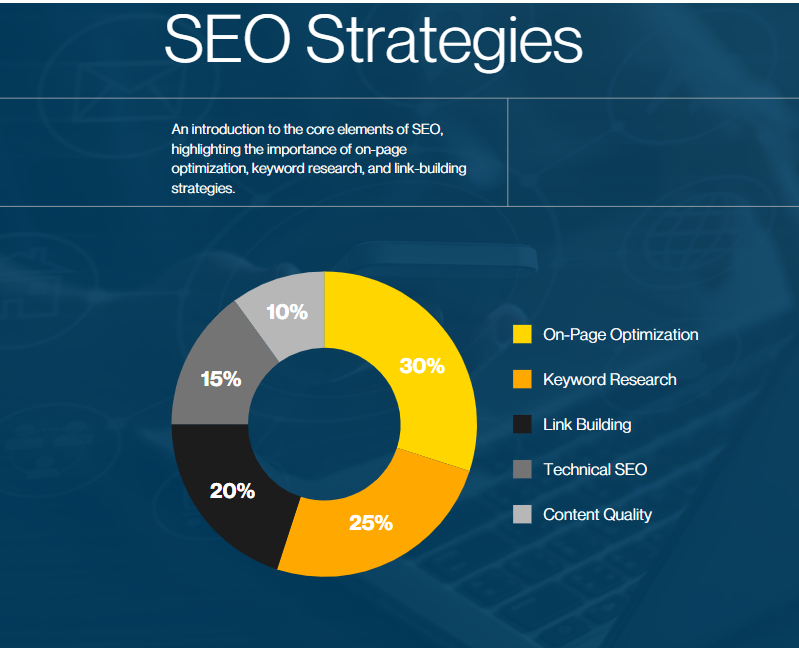 SEO Strategies
An introduction to the core elements of SEO,
highlighting the importance of on-page
optimization, keyword research, and link-building
strategies.
10%
30%
15%
20%
25%
On-Page Optimization
Keyword Research
Link Building
Technical SEO
Content Quality